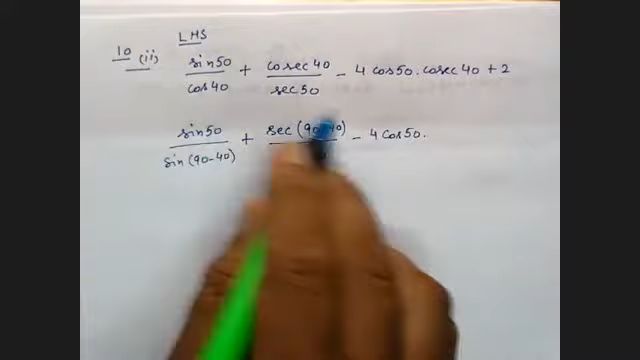 LHS
10 (ii) sin50/cos40 + cosec40/sec50 - 4 cos50.cosec40 + 2
sin50/sin(90-40) + sec(90-40)/ - 4 cos50.